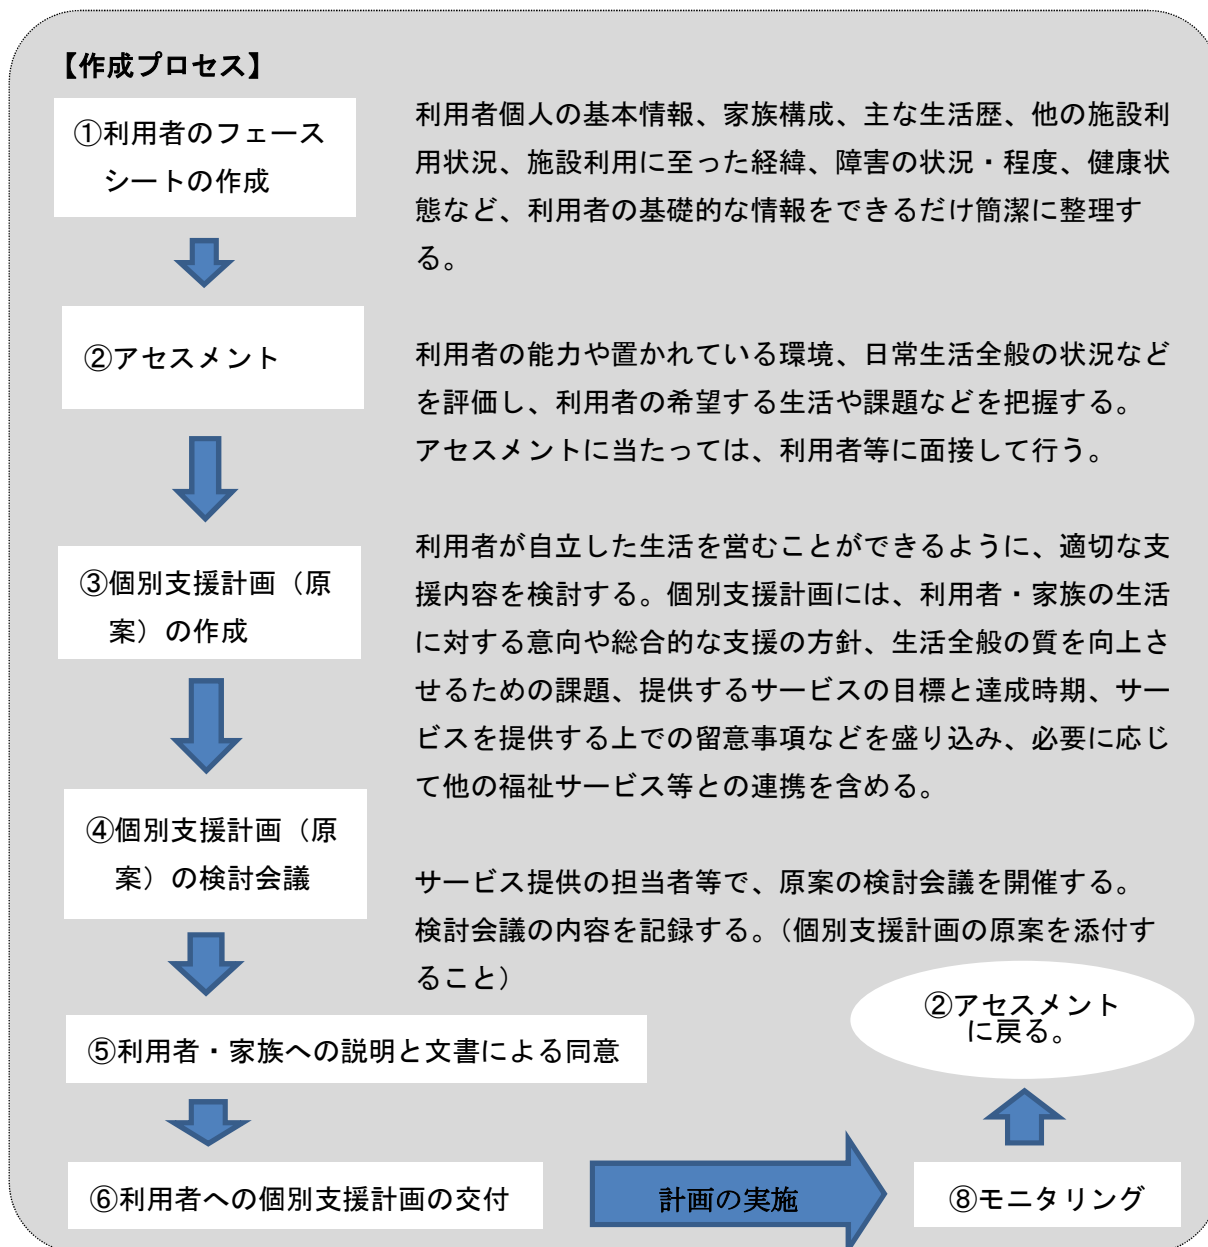 【作成プロセス】
①利用者のフェース
シートの作成
利用者個人の基本情報、家族構成、主な生活歴、他の施設利
用状況、施設利用に至った経緯、障害の状況・程度、健康状
態など、利用者の基礎的な情報をできるだけ簡潔に整理す
る。
②アセスメント
利用者の能力や置かれている環境、日常生活全般の状況など
を評価し、利用者の希望する生活や課題などを把握する。
アセスメントに当たっては、利用者等に面接して行う。
③個別支援計画（原
案）の作成
利用者が自立した生活を営むことができるように、適切な支
援内容を検討する。個別支援計画には、利用者・家族の生活
に対する意向や総合的な支援の方針、生活全般の質を向上さ
せるための課題、提供するサービスの目標と達成時期、サー
ビスを提供する上での留意事項などを盛り込み、必要に応じ
て他の福祉サービス等との連携を含める。
④個別支援計画（原
案）の検討会議
サービス提供の担当者等で、原案の検討会議を開催する。
検討会議の内容を記録する。（個別支援計画の原案を添付す
ること）
⑤利用者・家族への説明と文書による同意
⑥利用者への個別支援計画の交付
計画の実施
⑧モニタリング
②アセスメント
に戻る。